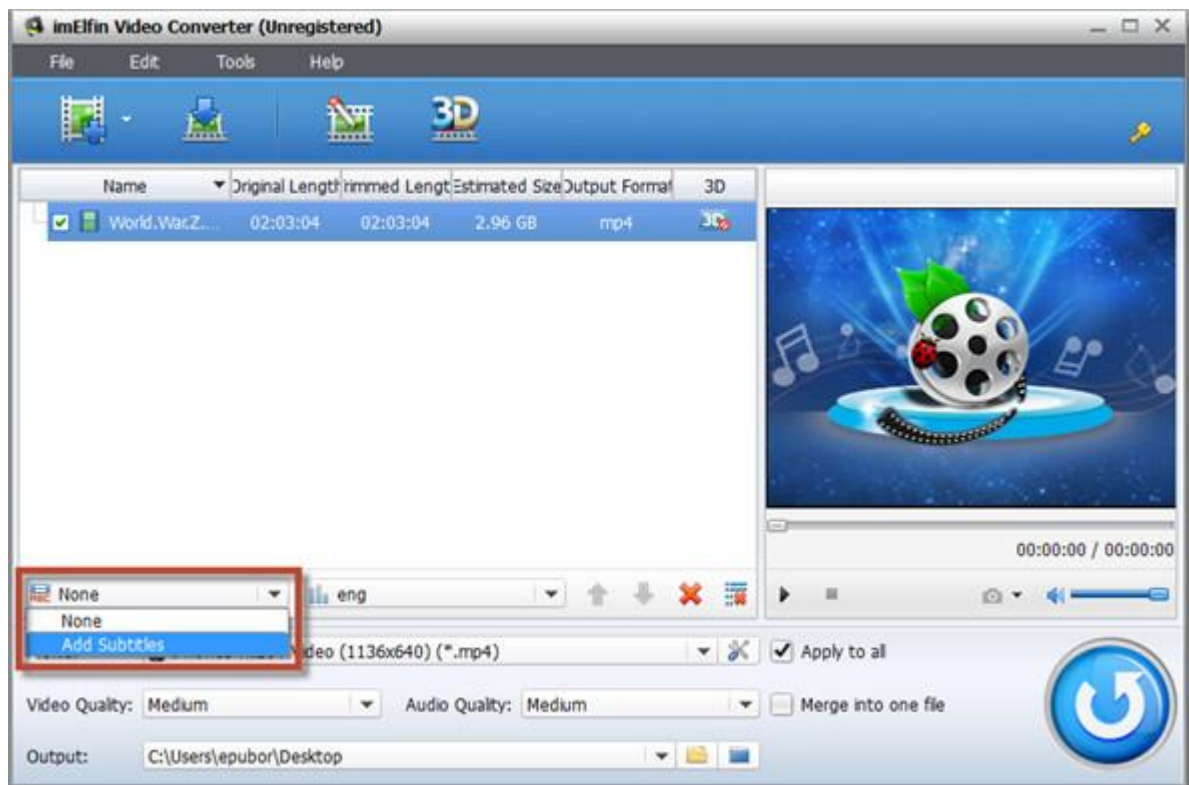 imElfin Video Converter (Unregistered)
File Edit Tools Help
3D
Name Original Length Trimmed Lengt Estimated Size Output Format 3D
World.War.Z.... 02:03:04 02:03:04 2.96 GB mp4 3D
00:00:00 / 00:00:00
None eng
None
Add Subtitles
Video (1136x640) (*.mp4) Apply to all
Video Quality: Medium Audio Quality: Medium Merge into one file
Output: C:\Users\epubor\Desktop